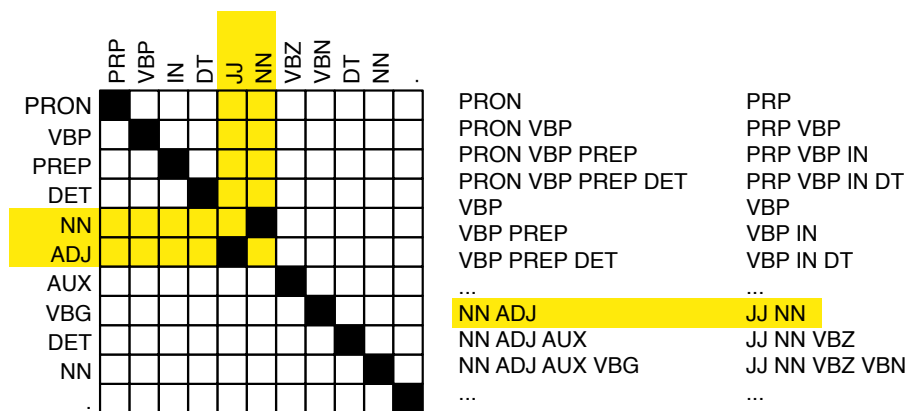 PRP VBP IN DT JJ NN VBZ VBN DT NN .
PRON
VBP
PREP
DET
NN
ADJ
AUX
VBG
DET
NN
.
PRON PRP
PRON VBP PRP VBP
PRON VBP PREP PRP VBP IN
PRON VBP PREP DET PRP VBP IN DT
VBP VBP
VBP PREP VBP IN
VBP PREP DET VBP IN DT
... ...
NN ADJ JJ NN
NN ADJ AUX JJ NN VBZ
NN ADJ AUX VBG JJ NN VBZ VBN
... ...